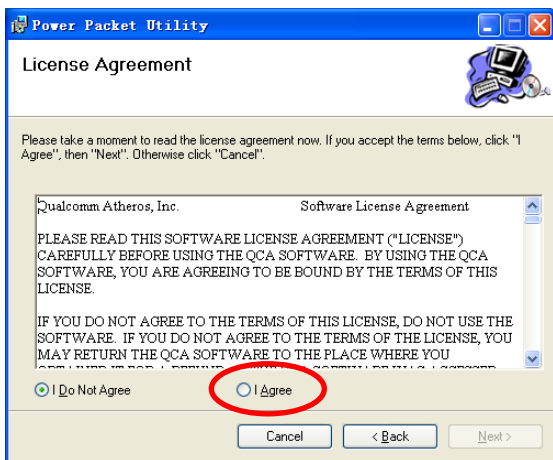 Power Packet Utility
License Agreement
Please take a moment to read the license agreement now. If you accept the terms below, click "I
Agree", then "Next". Otherwise click "Cancel".
Qualcomm Atheros, Inc. Software License Agreement
PLEASE READ THIS SOFTWARE LICENSE AGREEMENT ("LICENSE")
CAREFULLY BEFORE USING THE QCA SOFTWARE. BY USING THE QCA
SOFTWARE, YOU ARE AGREEING TO BE BOUND BY THE TERMS OF THIS
LICENSE.
IF YOU DO NOT AGREE TO THE TERMS OF THIS LICENSE, DO NOT USE THE
SOFTWARE. IF YOU DO NOT AGREE TO THE TERMS OF THE LICENSE, YOU
MAY RETURN THE QCA SOFTWARE TO THE PLACE WHERE YOU
I Do Not Agree I Agree
Cancel < Back Next >